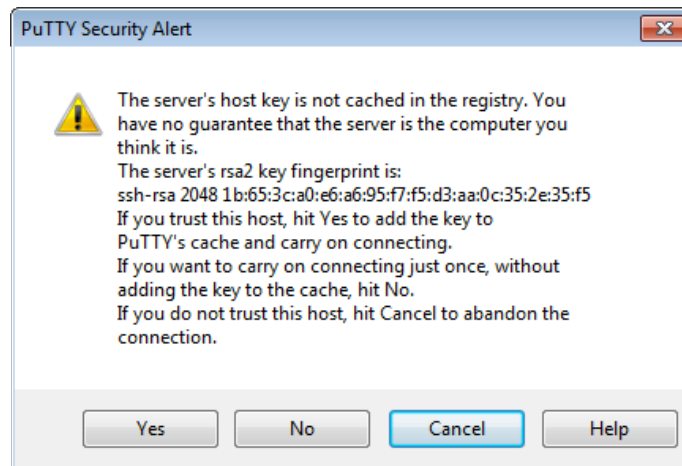 PuTTY Security Alert
The server's host key is not cached in the registry. You
have no guarantee that the server is the computer you
think it is.
The server's rsa2 key fingerprint is:
ssh-rsa 2048 1b:65:3c:a0:e6:a6:95:f7:f5:d3:aa:0c:35:2e:35:f5
If you trust this host, hit Yes to add the key to
PuTTY's cache and carry on connecting.
If you want to carry on connecting just once, without
adding the key to the cache, hit No.
If you do not trust this host, hit Cancel to abandon the
connection.
Yes No Cancel Help